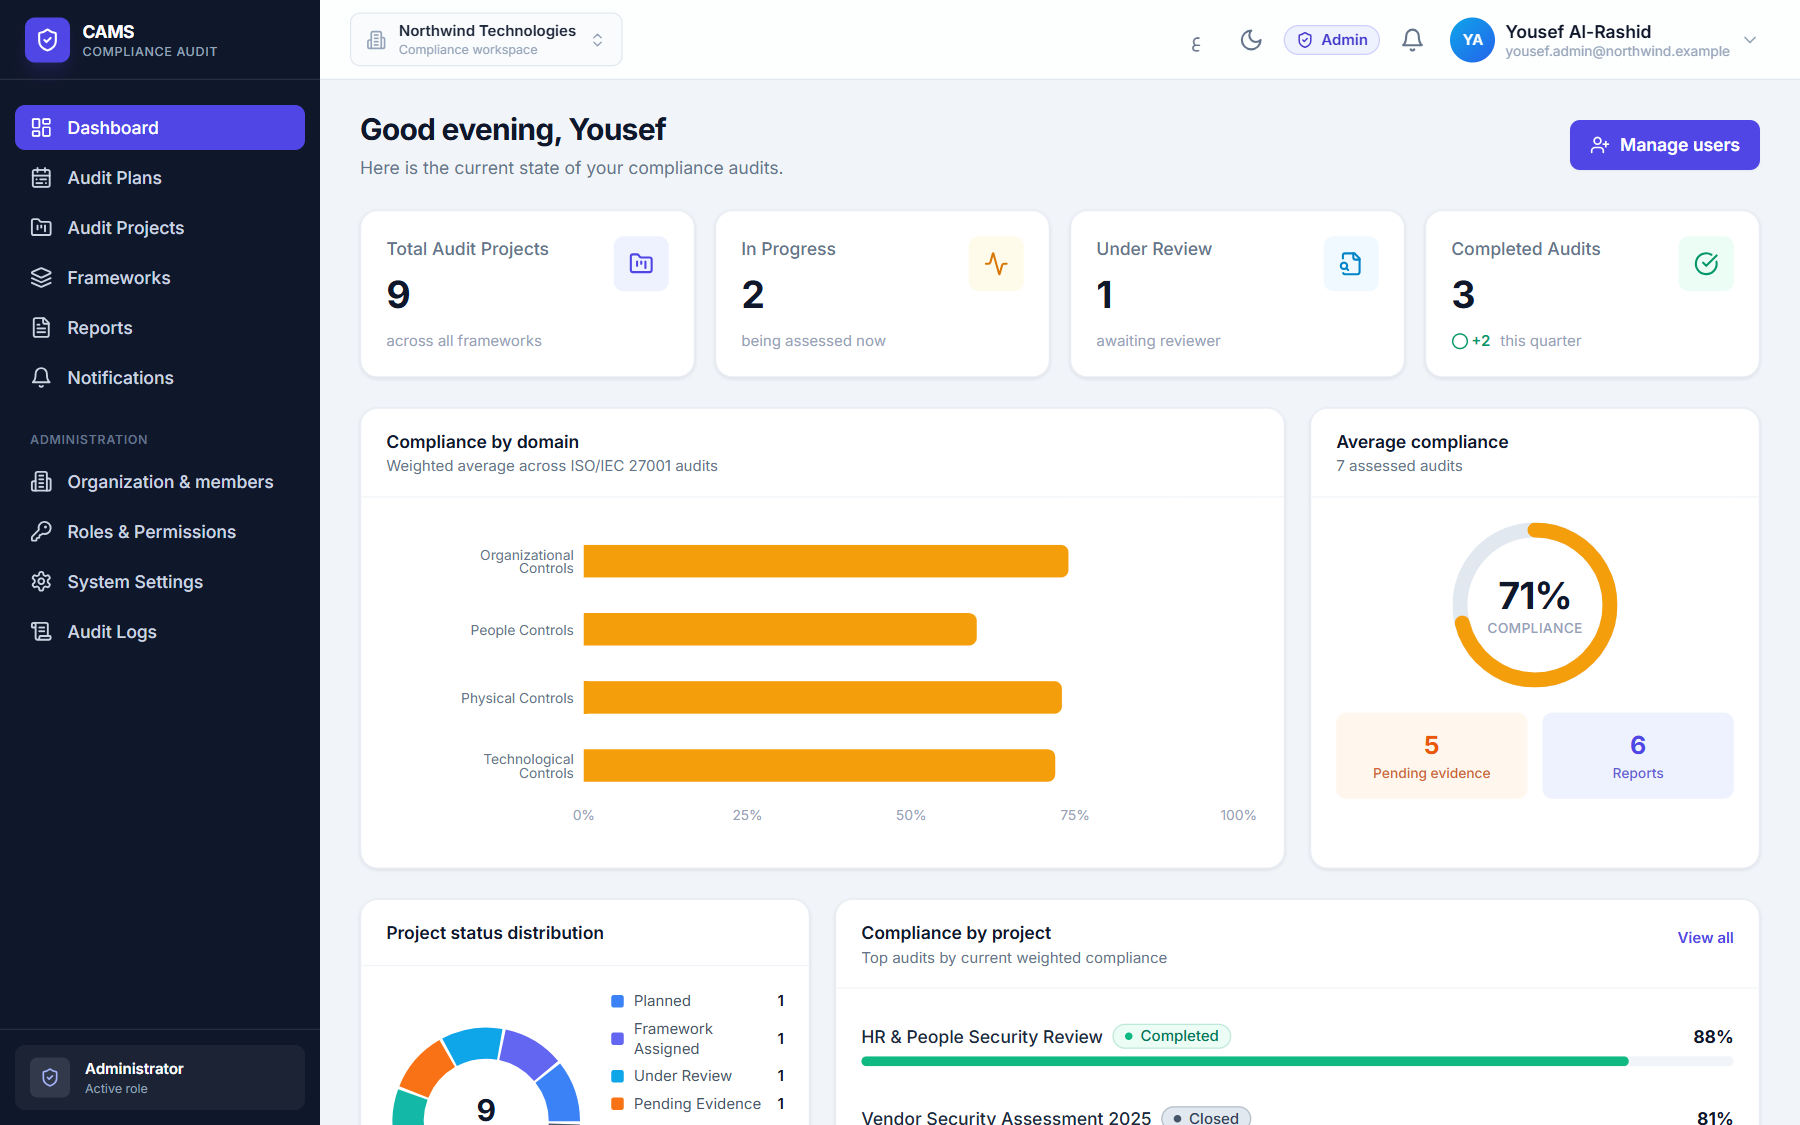 CAMS
COMPLIANCE AUDIT
Dashboard
Audit Plans
Audit Projects
Frameworks
Reports
Notifications
ADMINISTRATION
Organization & members
Roles & Permissions
System Settings
Audit Logs
Administrator
Active role
Northwind Technologies
Compliance workspace
ع
Admin
YA
Yousef Al-Rashid
yousef.admin@northwind.example
Good evening, Yousef
Here is the current state of your compliance audits.
Manage users
Total Audit Projects
9
across all frameworks
In Progress
2
being assessed now
Under Review
1
awaiting reviewer
Completed Audits
3
+2 this quarter
Compliance by domain
Weighted average across ISO/IEC 27001 audits
Organizational
Controls
People Controls
Physical Controls
Technological
Controls
0% 25% 50% 75% 100%
Average compliance
7 assessed audits
71%
COMPLIANCE
5
Pending evidence
6
Reports
Project status distribution
9
Planned 1
Framework
Assigned 1
Under Review 1
Pending Evidence 1
Compliance by project
Top audits by current weighted compliance
View all
HR & People Security Review Completed 88%
Vendor Security Assessment 2025 Closed 81%